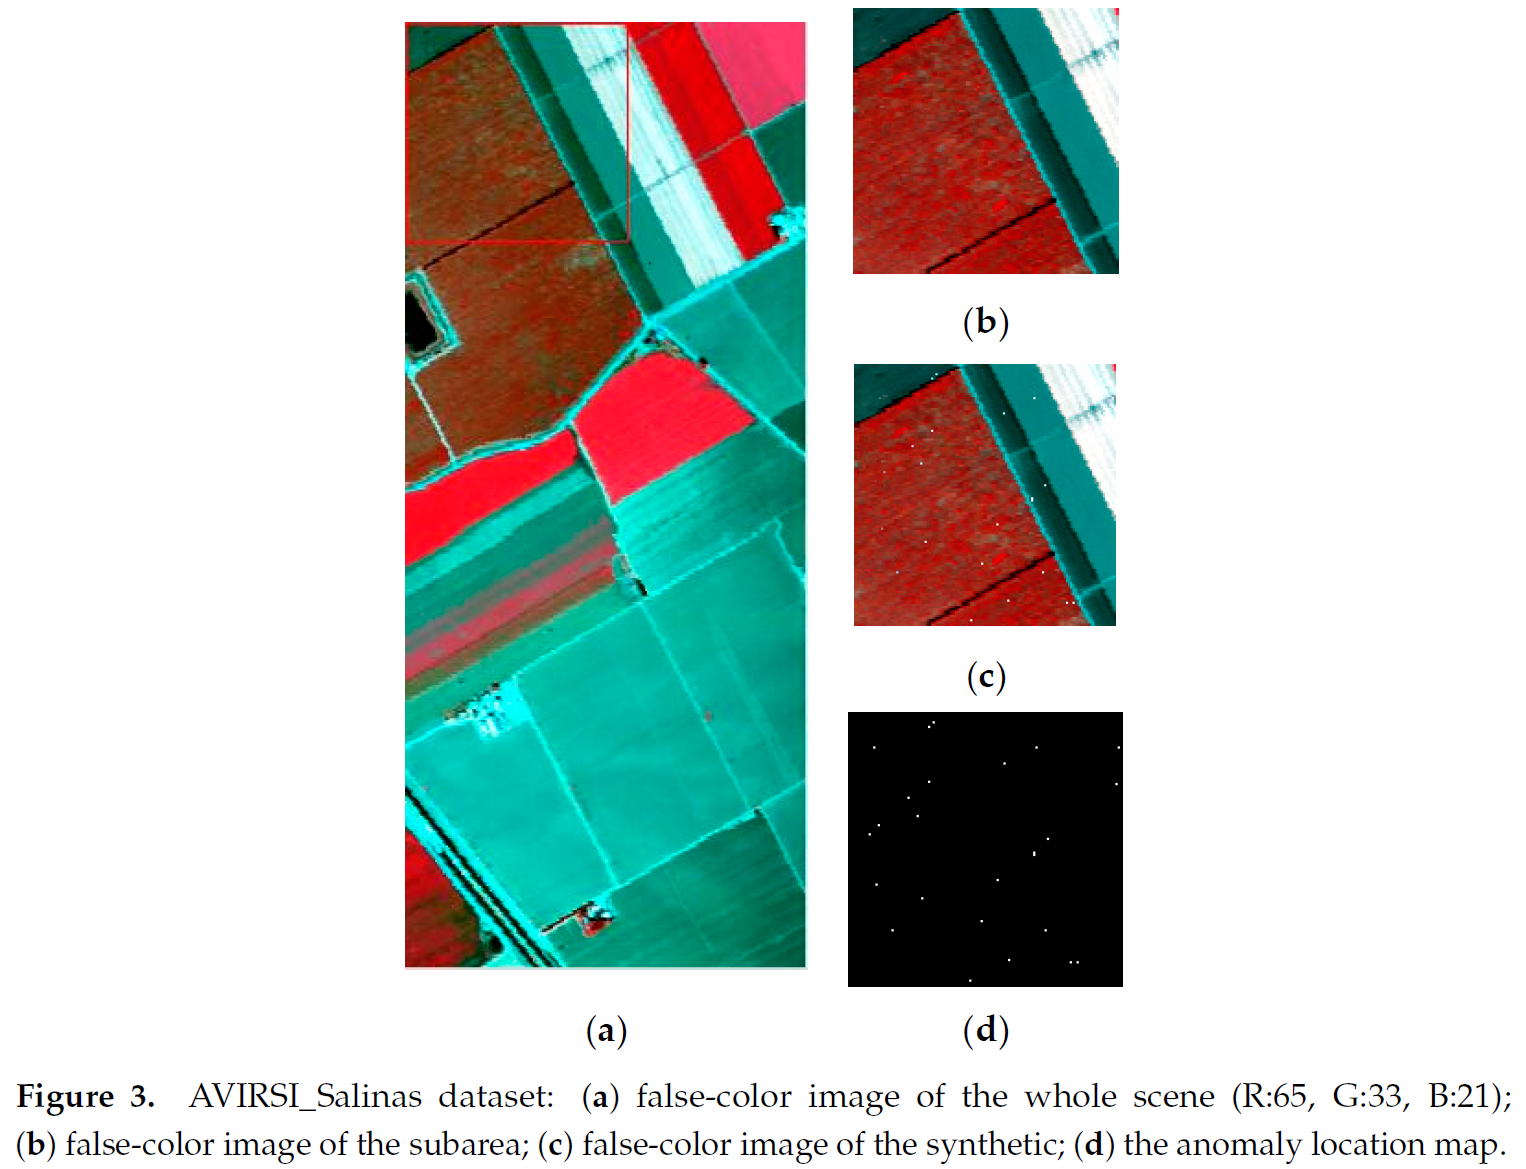 (b)
(c)
(a)
(d)
Figure 3. AVIRSI_Salinas dataset: (a) false-color image of the whole scene (R:65, G:33, B:21);
(b) false-color image of the subarea; (c) false-color image of the synthetic; (d) the anomaly location map.